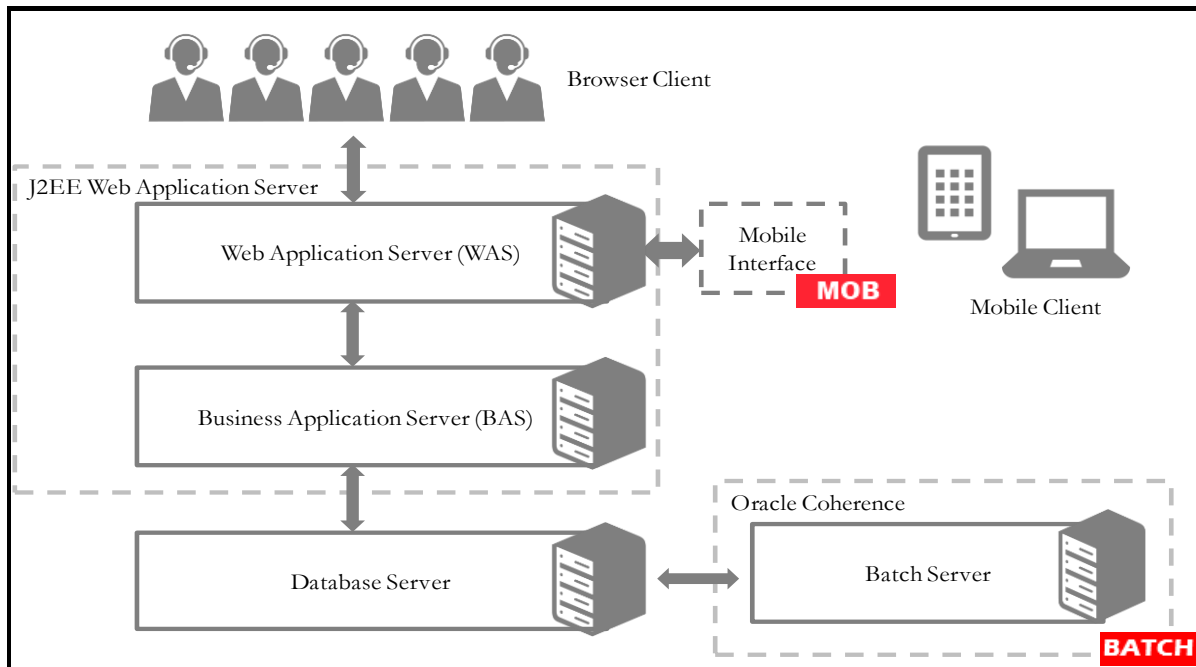 Browser Client
J2EE Web Application Server
Web Application Server (WAS)
Mobile
Interface
MOB
Mobile Client
Business Application Server (BAS)
Oracle Coherence
Database Server
Batch Server
BATCH